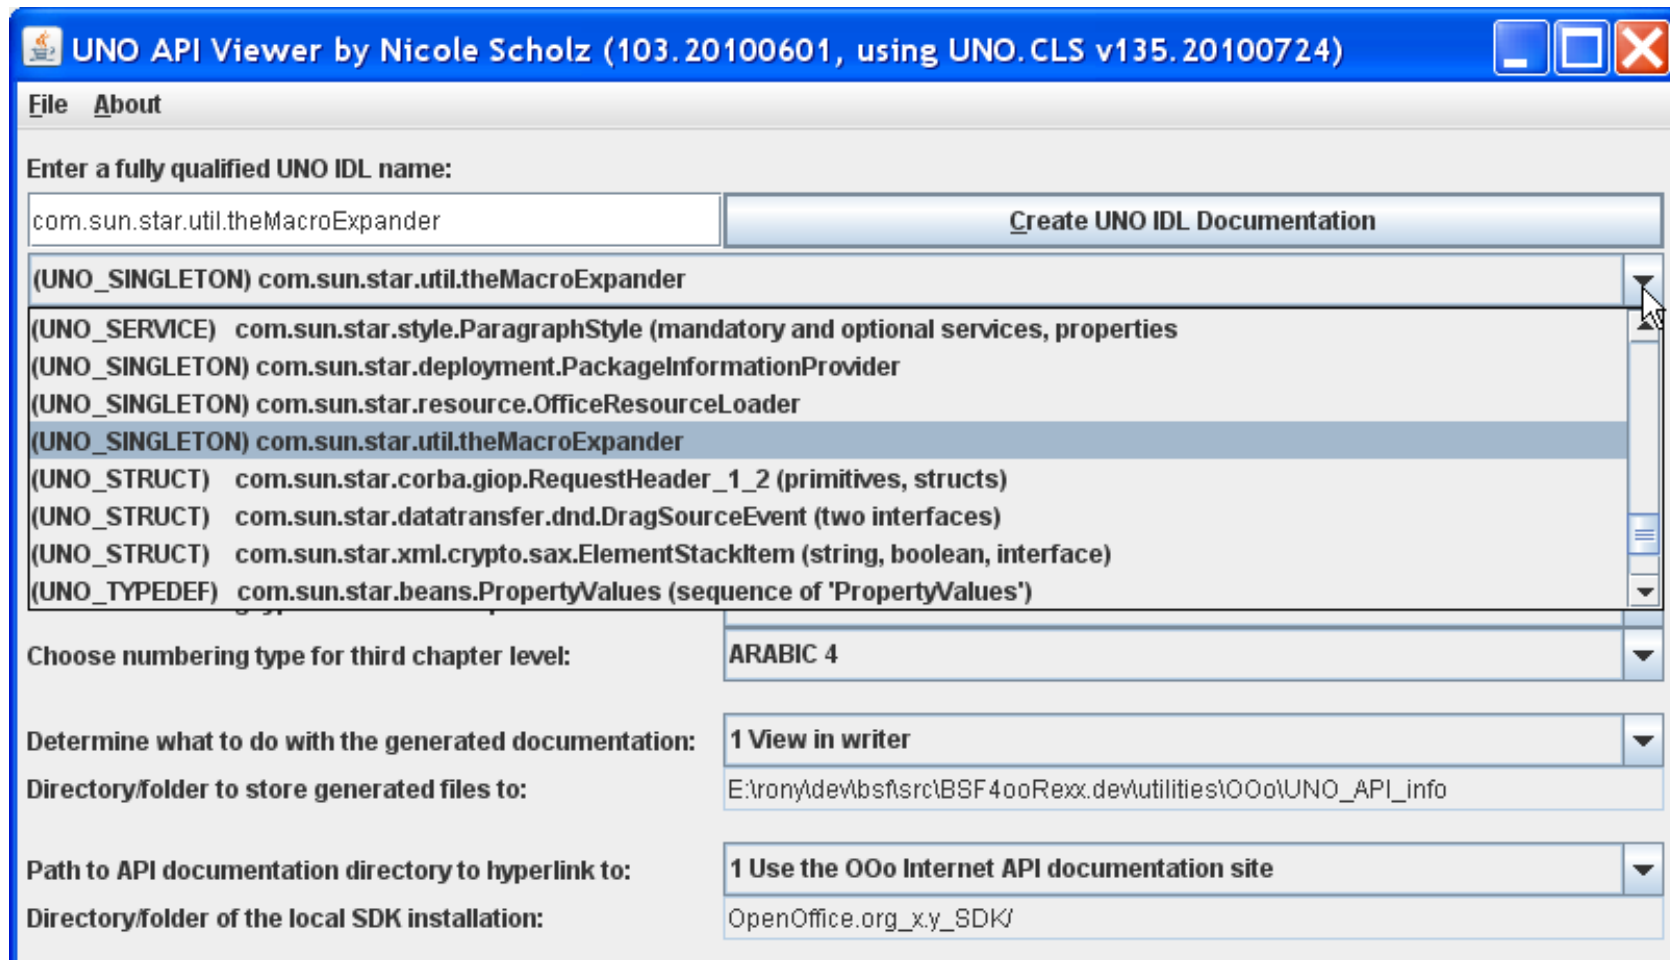 UNO API Viewer by Nicole Scholz (103.20100601, using UNO.CLS v135.20100724)
File About
Enter a fully qualified UNO IDL name:
com.sun.star.util.theMacroExpander
Create UNO IDL Documentation
(UNO_SINGLETON) com.sun.star.util.theMacroExpander
(UNO_SERVICE) com.sun.star.style.ParagraphStyle (mandatory and optional services, properties
(UNO_SINGLETON) com.sun.star.deployment.PackageInformationProvider
(UNO_SINGLETON) com.sun.star.resource.OfficeResourceLoader
(UNO_SINGLETON) com.sun.star.util.theMacroExpander
(UNO_STRUCT) com.sun.star.corba.giop.RequestHeader_1_2 (primitives, structs)
(UNO_STRUCT) com.sun.star.datatransfer.dnd.DragSourceEvent (two interfaces)
(UNO_STRUCT) com.sun.star.xml.crypto.sax.ElementStackItem (string, boolean, interface)
(UNO_TYPEDEF) com.sun.star.beans.PropertyValues (sequence of 'PropertyValues')
Choose numbering type for third chapter level:
ARABIC 4
Determine what to do with the generated documentation:
1 View in writer
Directory/folder to store generated files to:
E:\rony\dev\bsf\src\BSF4ooRexx.dev\utilities\OOo\UNO_API_info
Path to API documentation directory to hyperlink to:
1 Use the OOo Internet API documentation site
Directory/folder of the local SDK installation:
OpenOffice.org_x.y_SDK/